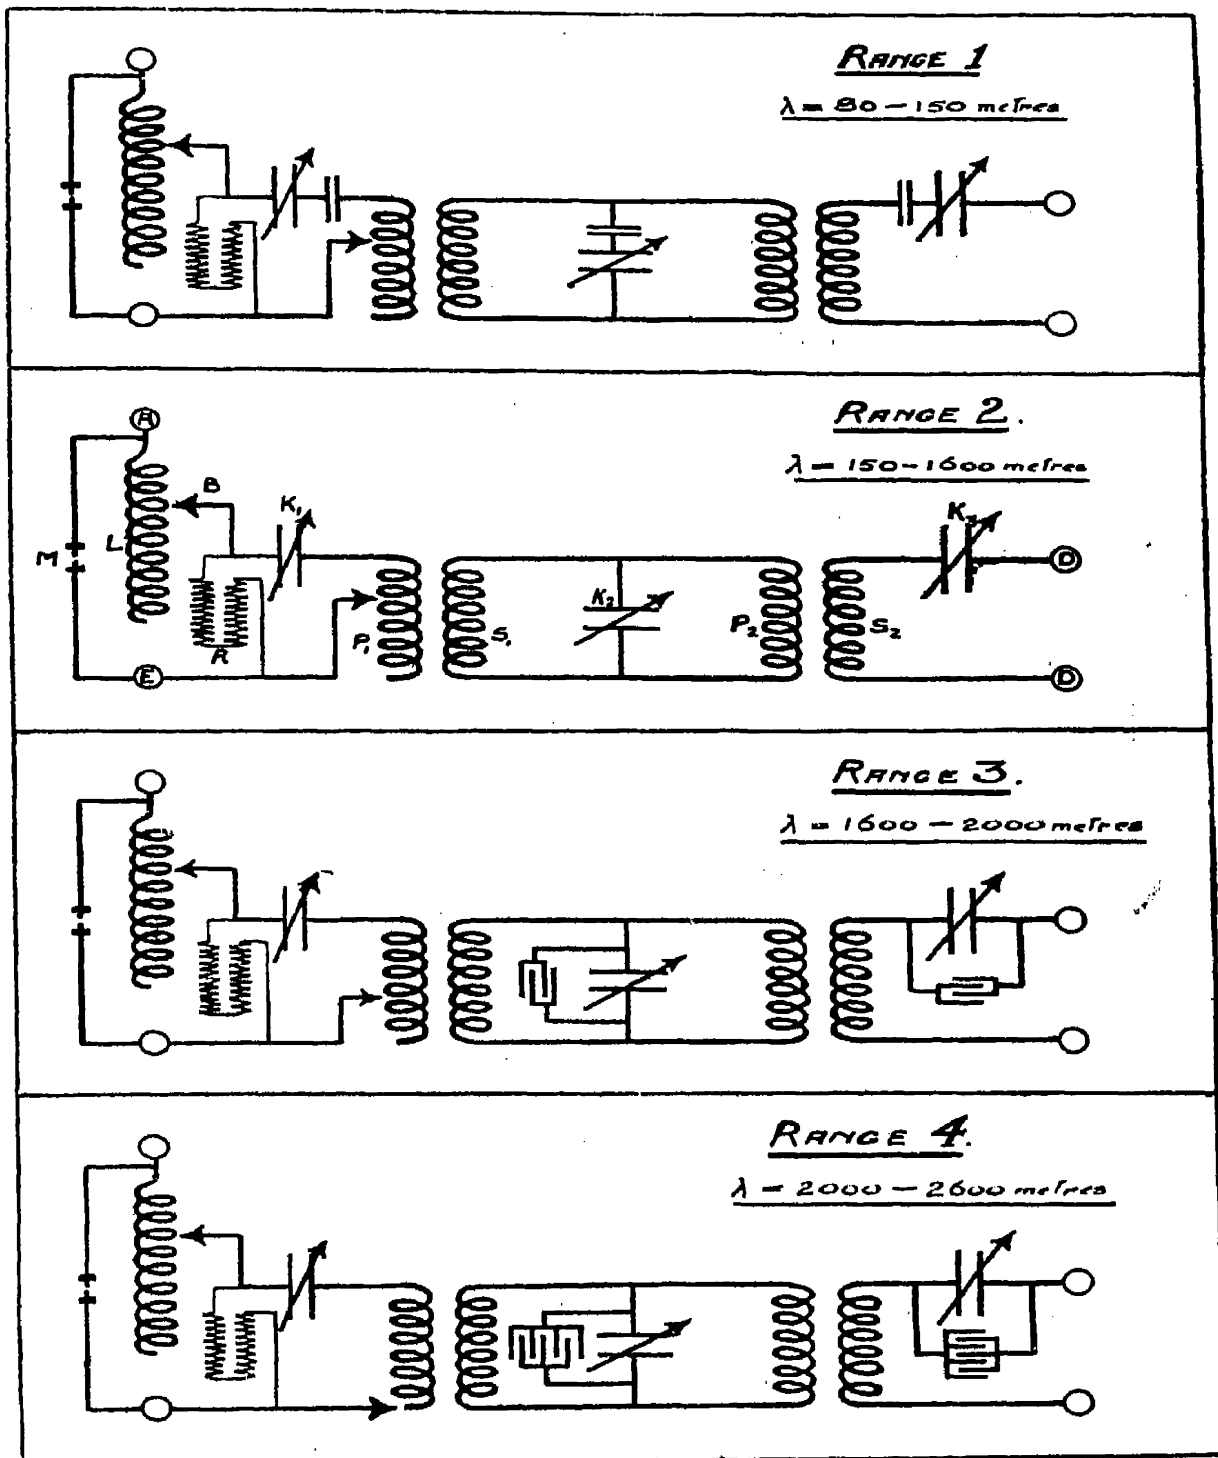 RANGE 1
λ = 80 – 150 metres
RANGE 2.
λ = 150-1600 metres
A
B
K₁
K₃
M
L
D
K₂
P₁
S₁
P₂
S₂
R
E
D
RANGE 3.
λ = 1600 – 2000 metres
RANGE 4.
λ = 2000 – 2600 metres